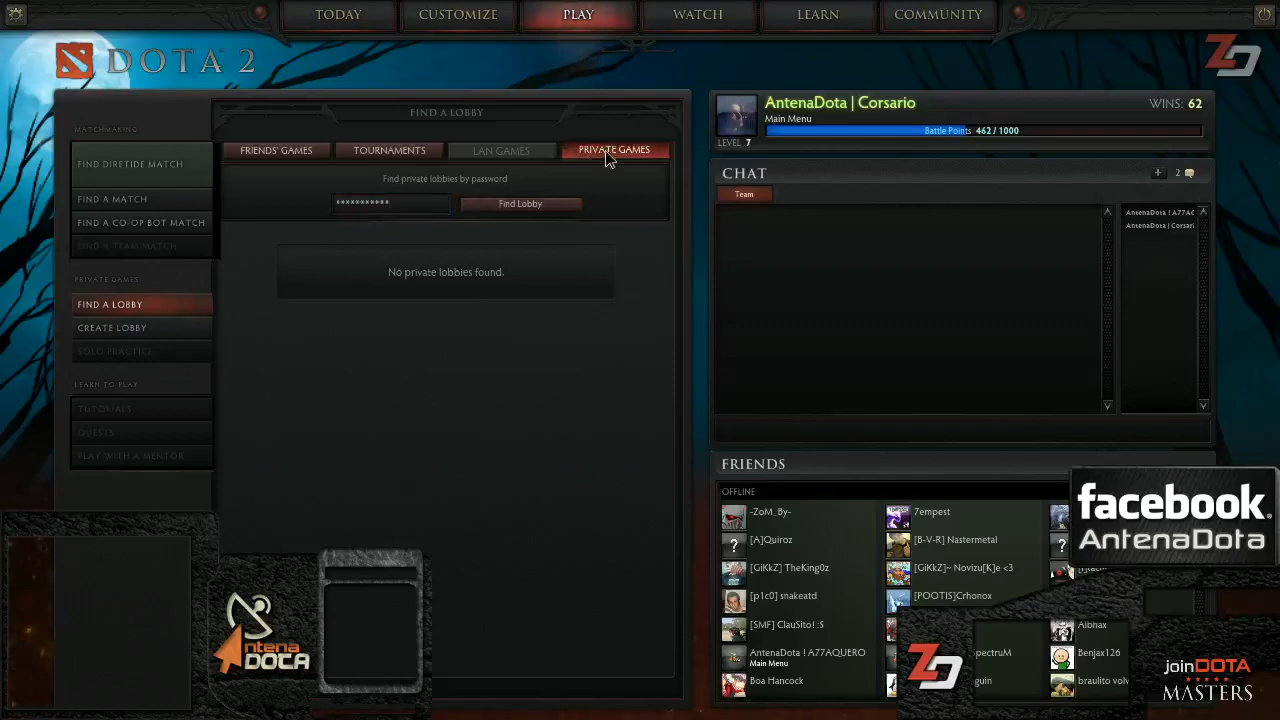 TODAY
CUSTOMIZE
PLAY
WATCH
LEARN
COMMUNITY
DOTA 2
ZD
MATCHMAKING
FIND DIRETIDE MATCH
FIND A MATCH
FIND A CO-OP BOT MATCH
FIND A TEAM MATCH
PRIVATE GAMES
FIND A LOBBY
CREATE LOBBY
SOLO PRACTICE
LEARN TO PLAY
TUTORIALS
QUESTS
PLAY WITH A MENTOR
FIND A LOBBY
FRIENDS' GAMES
TOURNAMENTS
LAN GAMES
PRIVATE GAMES
Find private lobbies by password
***********
Find Lobby
No private lobbies found.
AntenaDota | Corsario
WINS: 62
Main Menu
Battle Points 462 / 1000
LEVEL 7
CHAT
+ 2
Team
AntenaDota ! A77AQ
AntenaDota | Corsari
FRIENDS
OFFLINE
-ZoM_By-
7empest
[A]Quiroz
[B-V-R] Nastermetal
[GiKkZ] TheKing0z
[GiKkZ]~ Novizu[K]e <3
[p1c0] snakeatd
[POOTIS]Crhonox
[SMF] ClauSito! :S
Albhax
AntenaDota ! A77AQUERO
Main Menu
pectruM
Benjax126
Boa Hancock
guin
braulito volv
facebook
AntenaDota
Antena
DOTA
ZD
joinDOTA
MASTERS